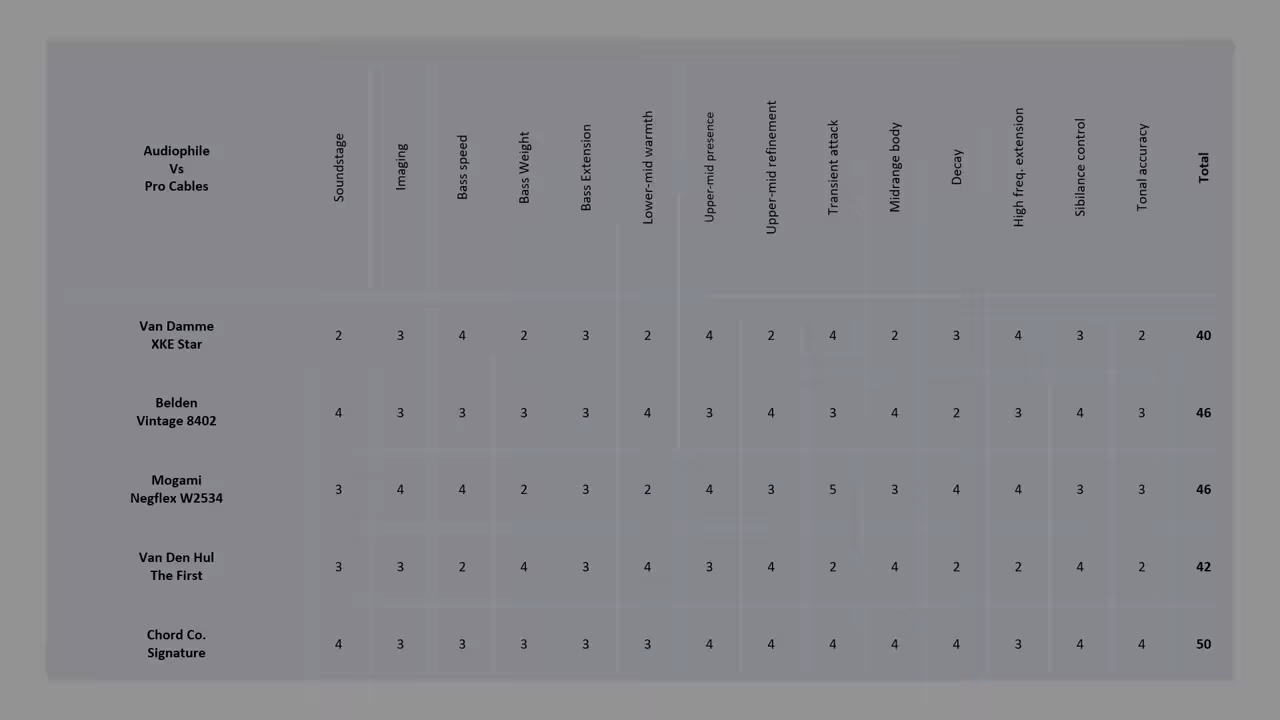 Audiophile
Vs
Pro Cables
Soundstage
Imaging
Bass speed
Bass Weight
Bass Extension
Lower-mid warmth
Upper-mid presence
Upper-mid refinement
Transient attack
Midrange body
Decay
High freq. extension
Sibilance control
Tonal accuracy
Total
Van Damme
XKE Star
2 3 4 2 3 2 4 2 4 2 3 4 3 2 40
Belden
Vintage 8402
4 3 3 3 3 4 3 4 3 4 2 3 4 3 46
Mogami
Negflex W2534
3 4 4 2 3 2 4 3 5 3 4 4 3 3 46
Van Den Hul
The First
3 3 2 4 3 4 3 4 2 4 2 2 4 2 42
Chord Co.
Signature
4 3 3 3 3 3 4 4 4 4 4 3 4 4 50